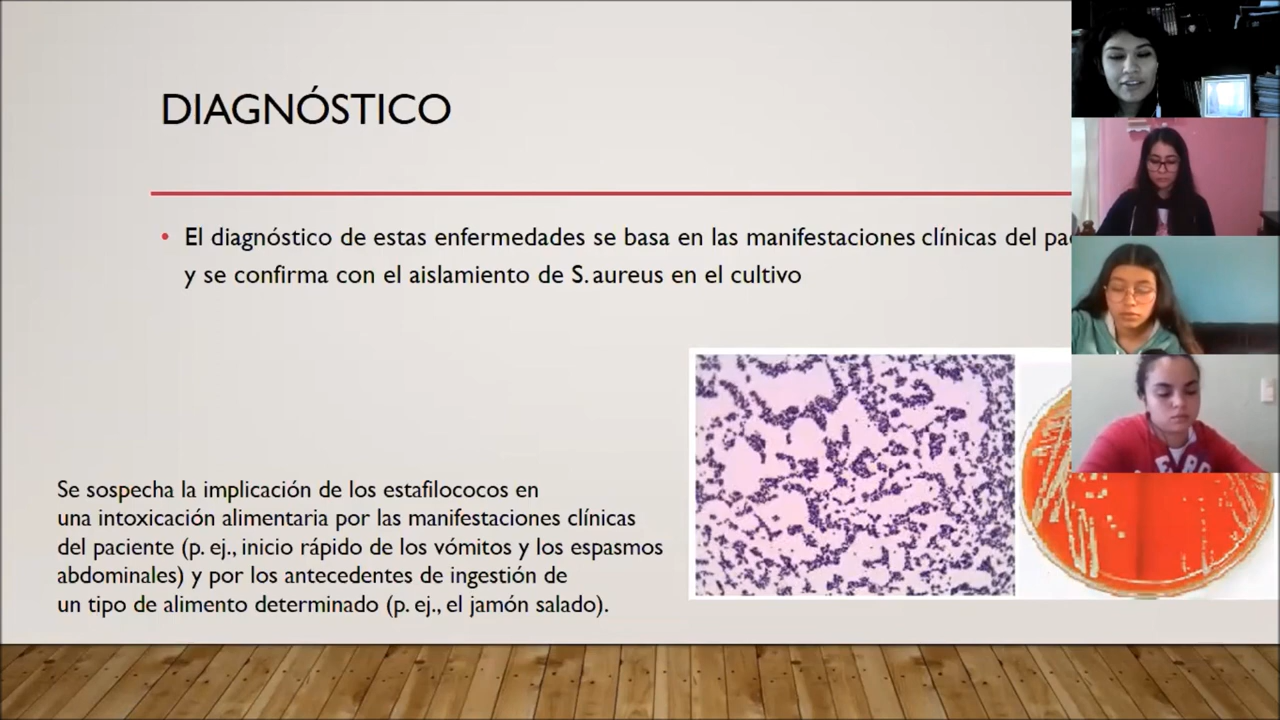 DIAGNÓSTICO
• El diagnóstico de estas enfermedades se basa en las manifestaciones clínicas del
y se confirma con el aislamiento de S. aureus en el cultivo
Se sospecha la implicación de los estafilococos en
una intoxicación alimentaria por las manifestaciones clínicas
del paciente (p. ej., inicio rápido de los vómitos y los espasmos
abdominales) y por los antecedentes de ingestión de
un tipo de alimento determinado (p. ej., el jamón salado).